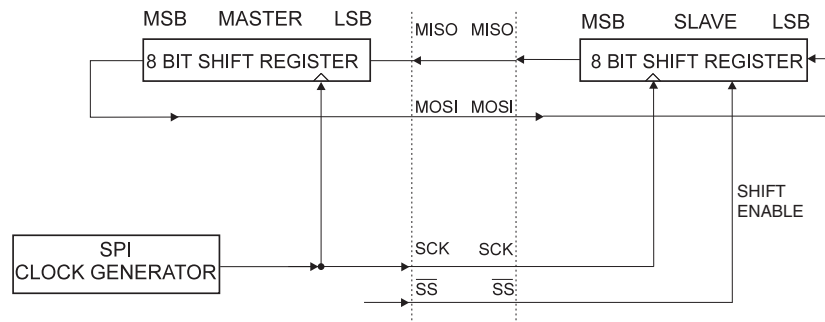 MSB MASTER LSB
MISO MISO
MSB SLAVE LSB
8 BIT SHIFT REGISTER
8 BIT SHIFT REGISTER
MOSI MOSI
SHIFT
ENABLE
SPI
CLOCK GENERATOR
SCK SCK
SS SS